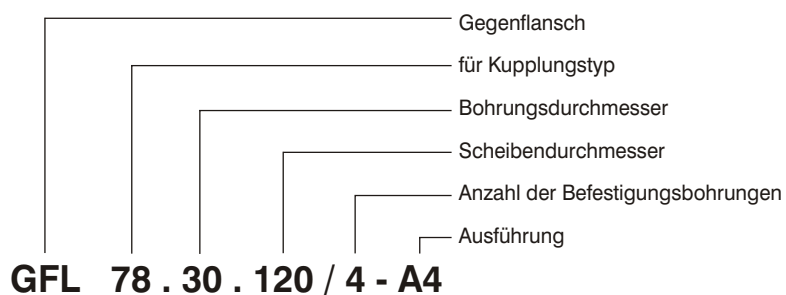 Gegenflansch
für Kupplungstyp
Bohrungsdurchmesser
Scheibendurchmesser
Anzahl der Befestigungsbohrungen
Ausführung
GFL 78 . 30 . 120 / 4 - A4